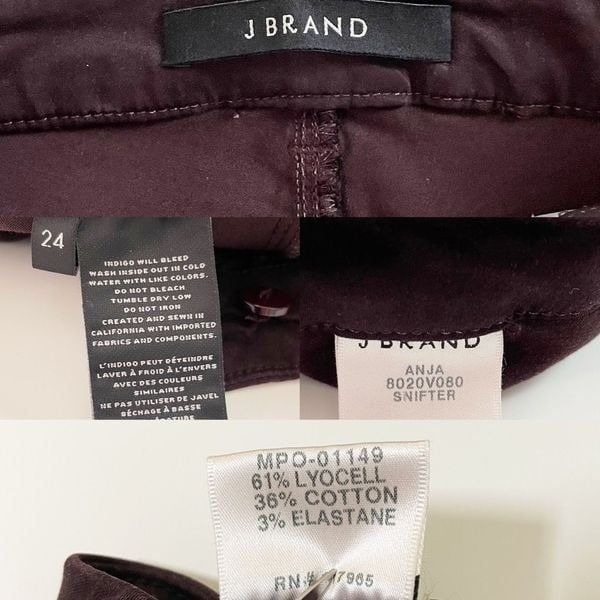 J BRAND
24
INDIGO WILL BLEED
WASH INSIDE OUT IN COLD
WATER WITH LIKE COLORS.
DO NOT BLEACH
TUMBLE DRY LOW
DO NOT IRON
CREATED AND SEWN IN
CALIFORNIA WITH IMPORTED
FABRICS AND COMPONENTS.
L'INDIGO PEUT DÉTEINDRE
LAVER À FROID À L'ENVERS
AVEC DES COULEURS
SIMILAIRES
NE PAS UTILISER DE JAVEL
SÉCHAGE À BASSE
J BRAND
ANJA
8020V080
SNIFTER
MPO-01149
61% LYOCELL
36% COTTON
3% ELASTANE
RN#